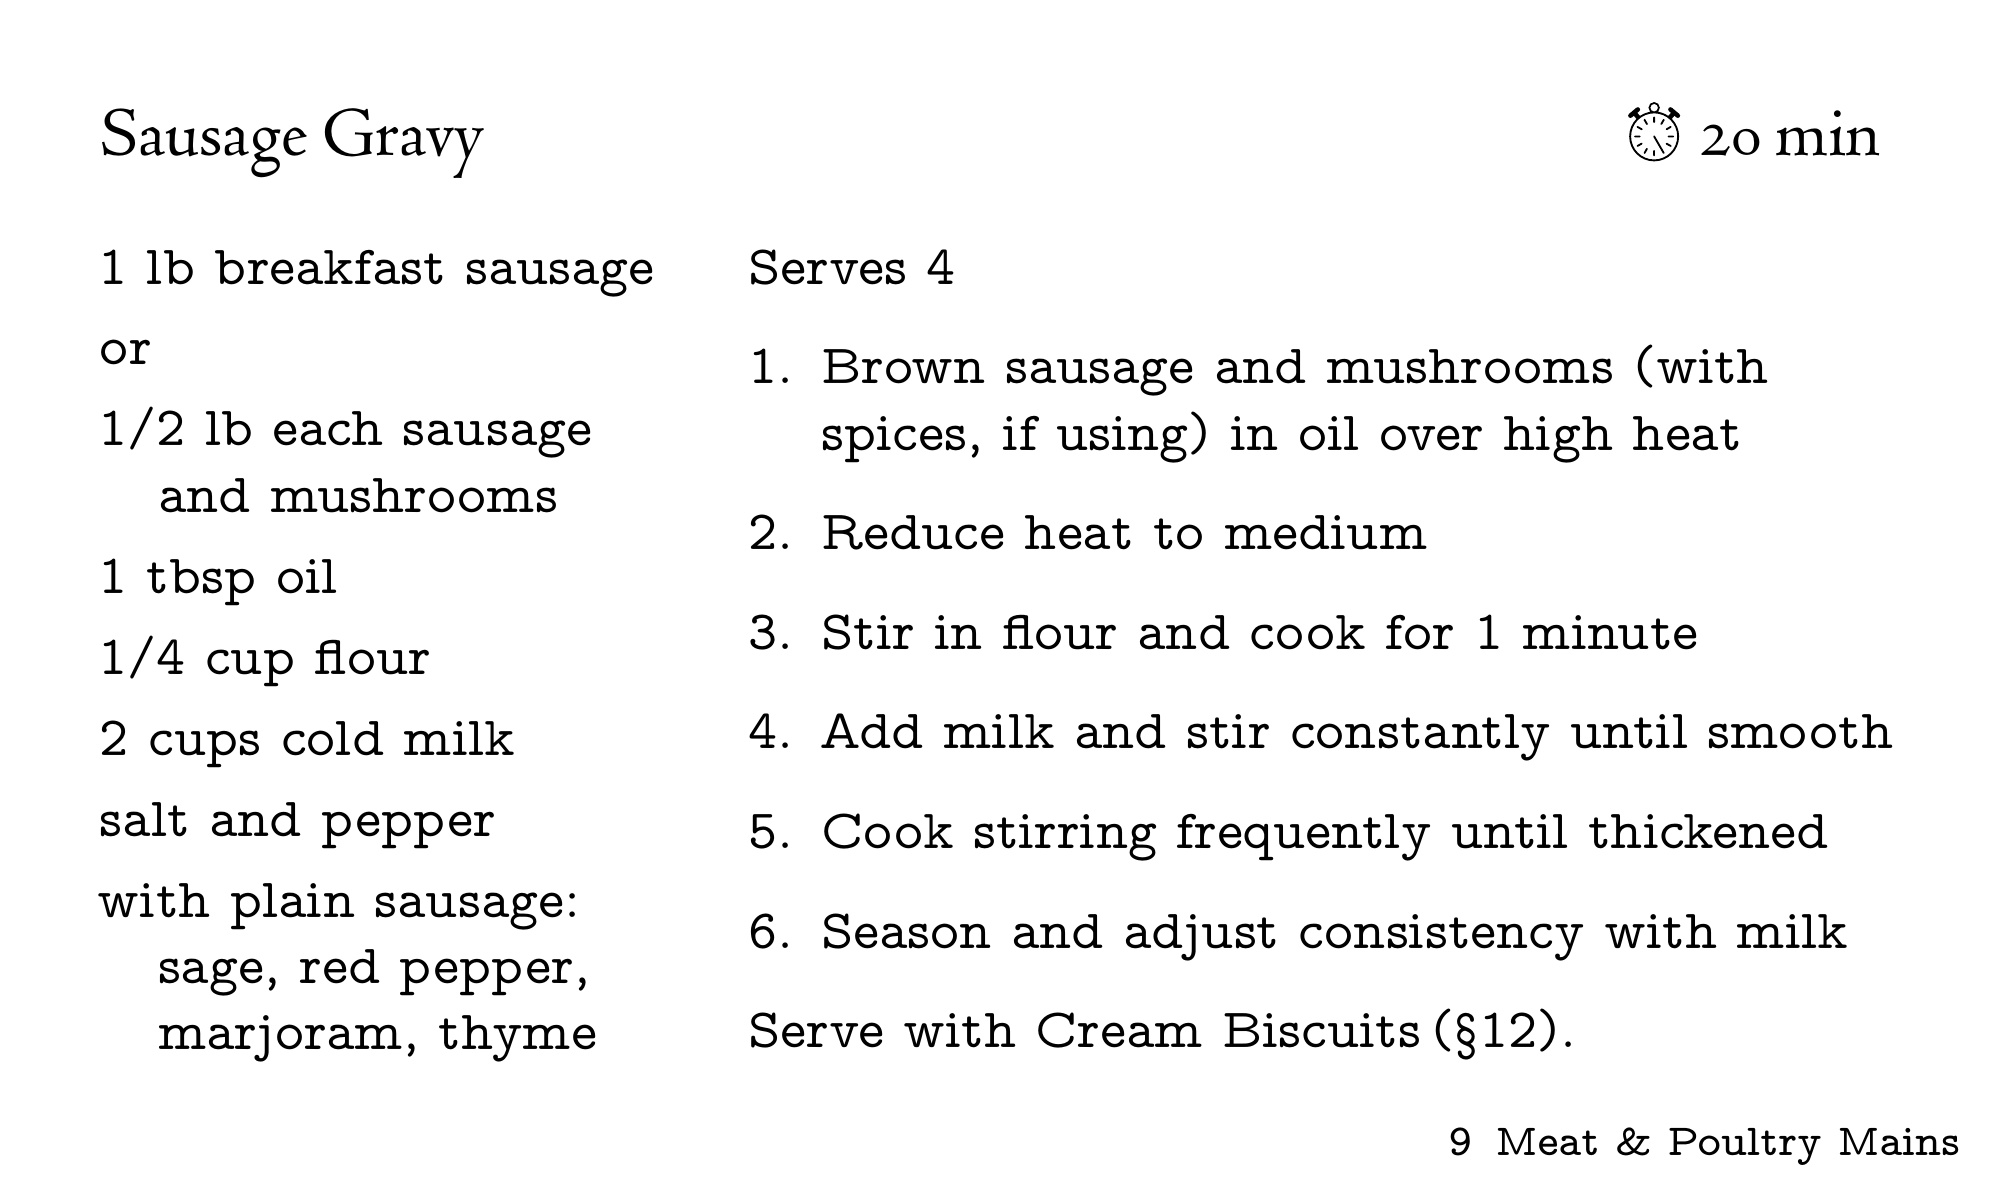 Sausage Gravy
20 min
1 lb breakfast sausage
or
1/2 lb each sausage
and mushrooms
1 tbsp oil
1/4 cup flour
2 cups cold milk
salt and pepper
with plain sausage:
sage, red pepper,
marjoram, thyme
Serves 4
1. Brown sausage and mushrooms (with
spices, if using) in oil over high heat
2. Reduce heat to medium
3. Stir in flour and cook for 1 minute
4. Add milk and stir constantly until smooth
5. Cook stirring frequently until thickened
6. Season and adjust consistency with milk
Serve with Cream Biscuits (§12).
9 Meat & Poultry Mains